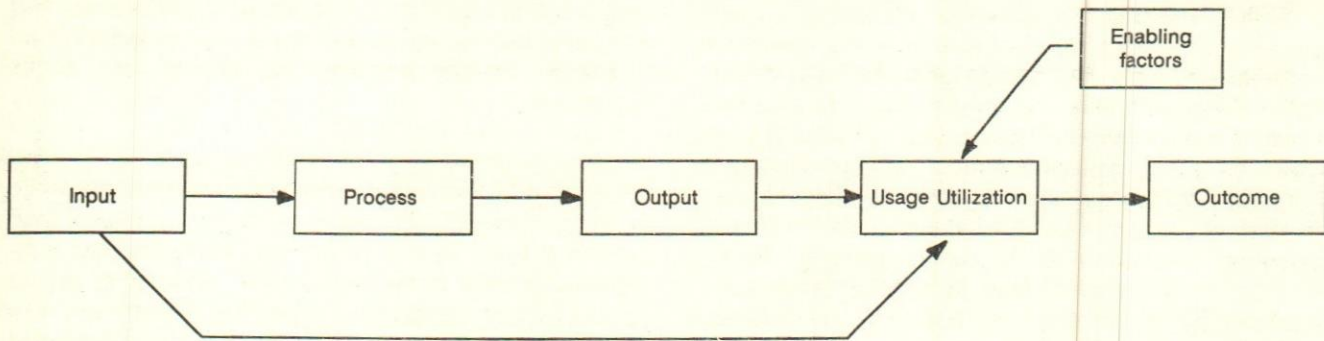 Enabling
factors
Input
Process
Output
Usage Utilization
Outcome